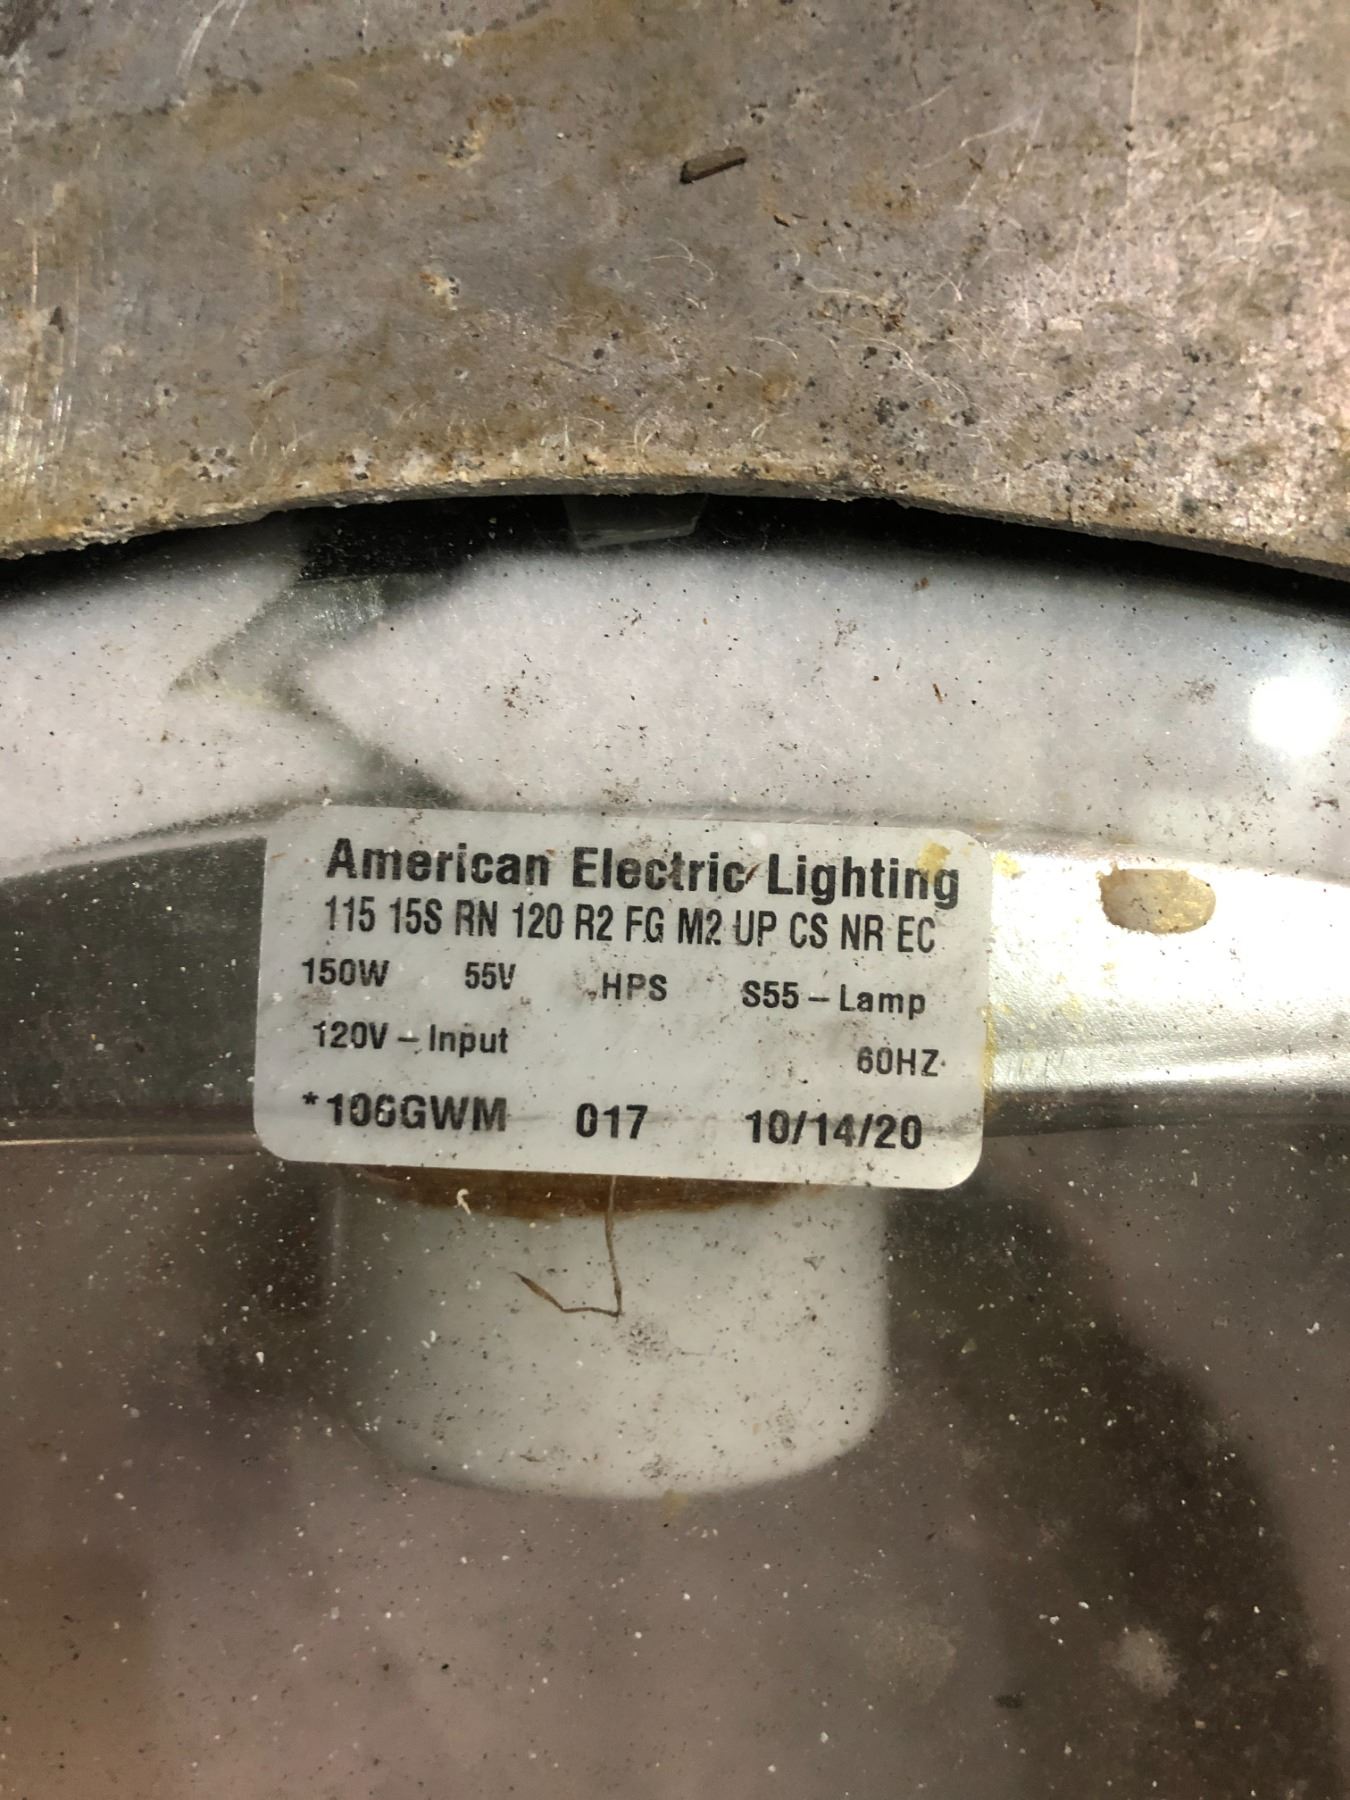 American Electric Lighting
115 15S RN 120 R2 FG M2 UP CS NR EC
150W 55V HPS S55 – Lamp
120V – Input 60HZ
*106GWM 017 10/14/20